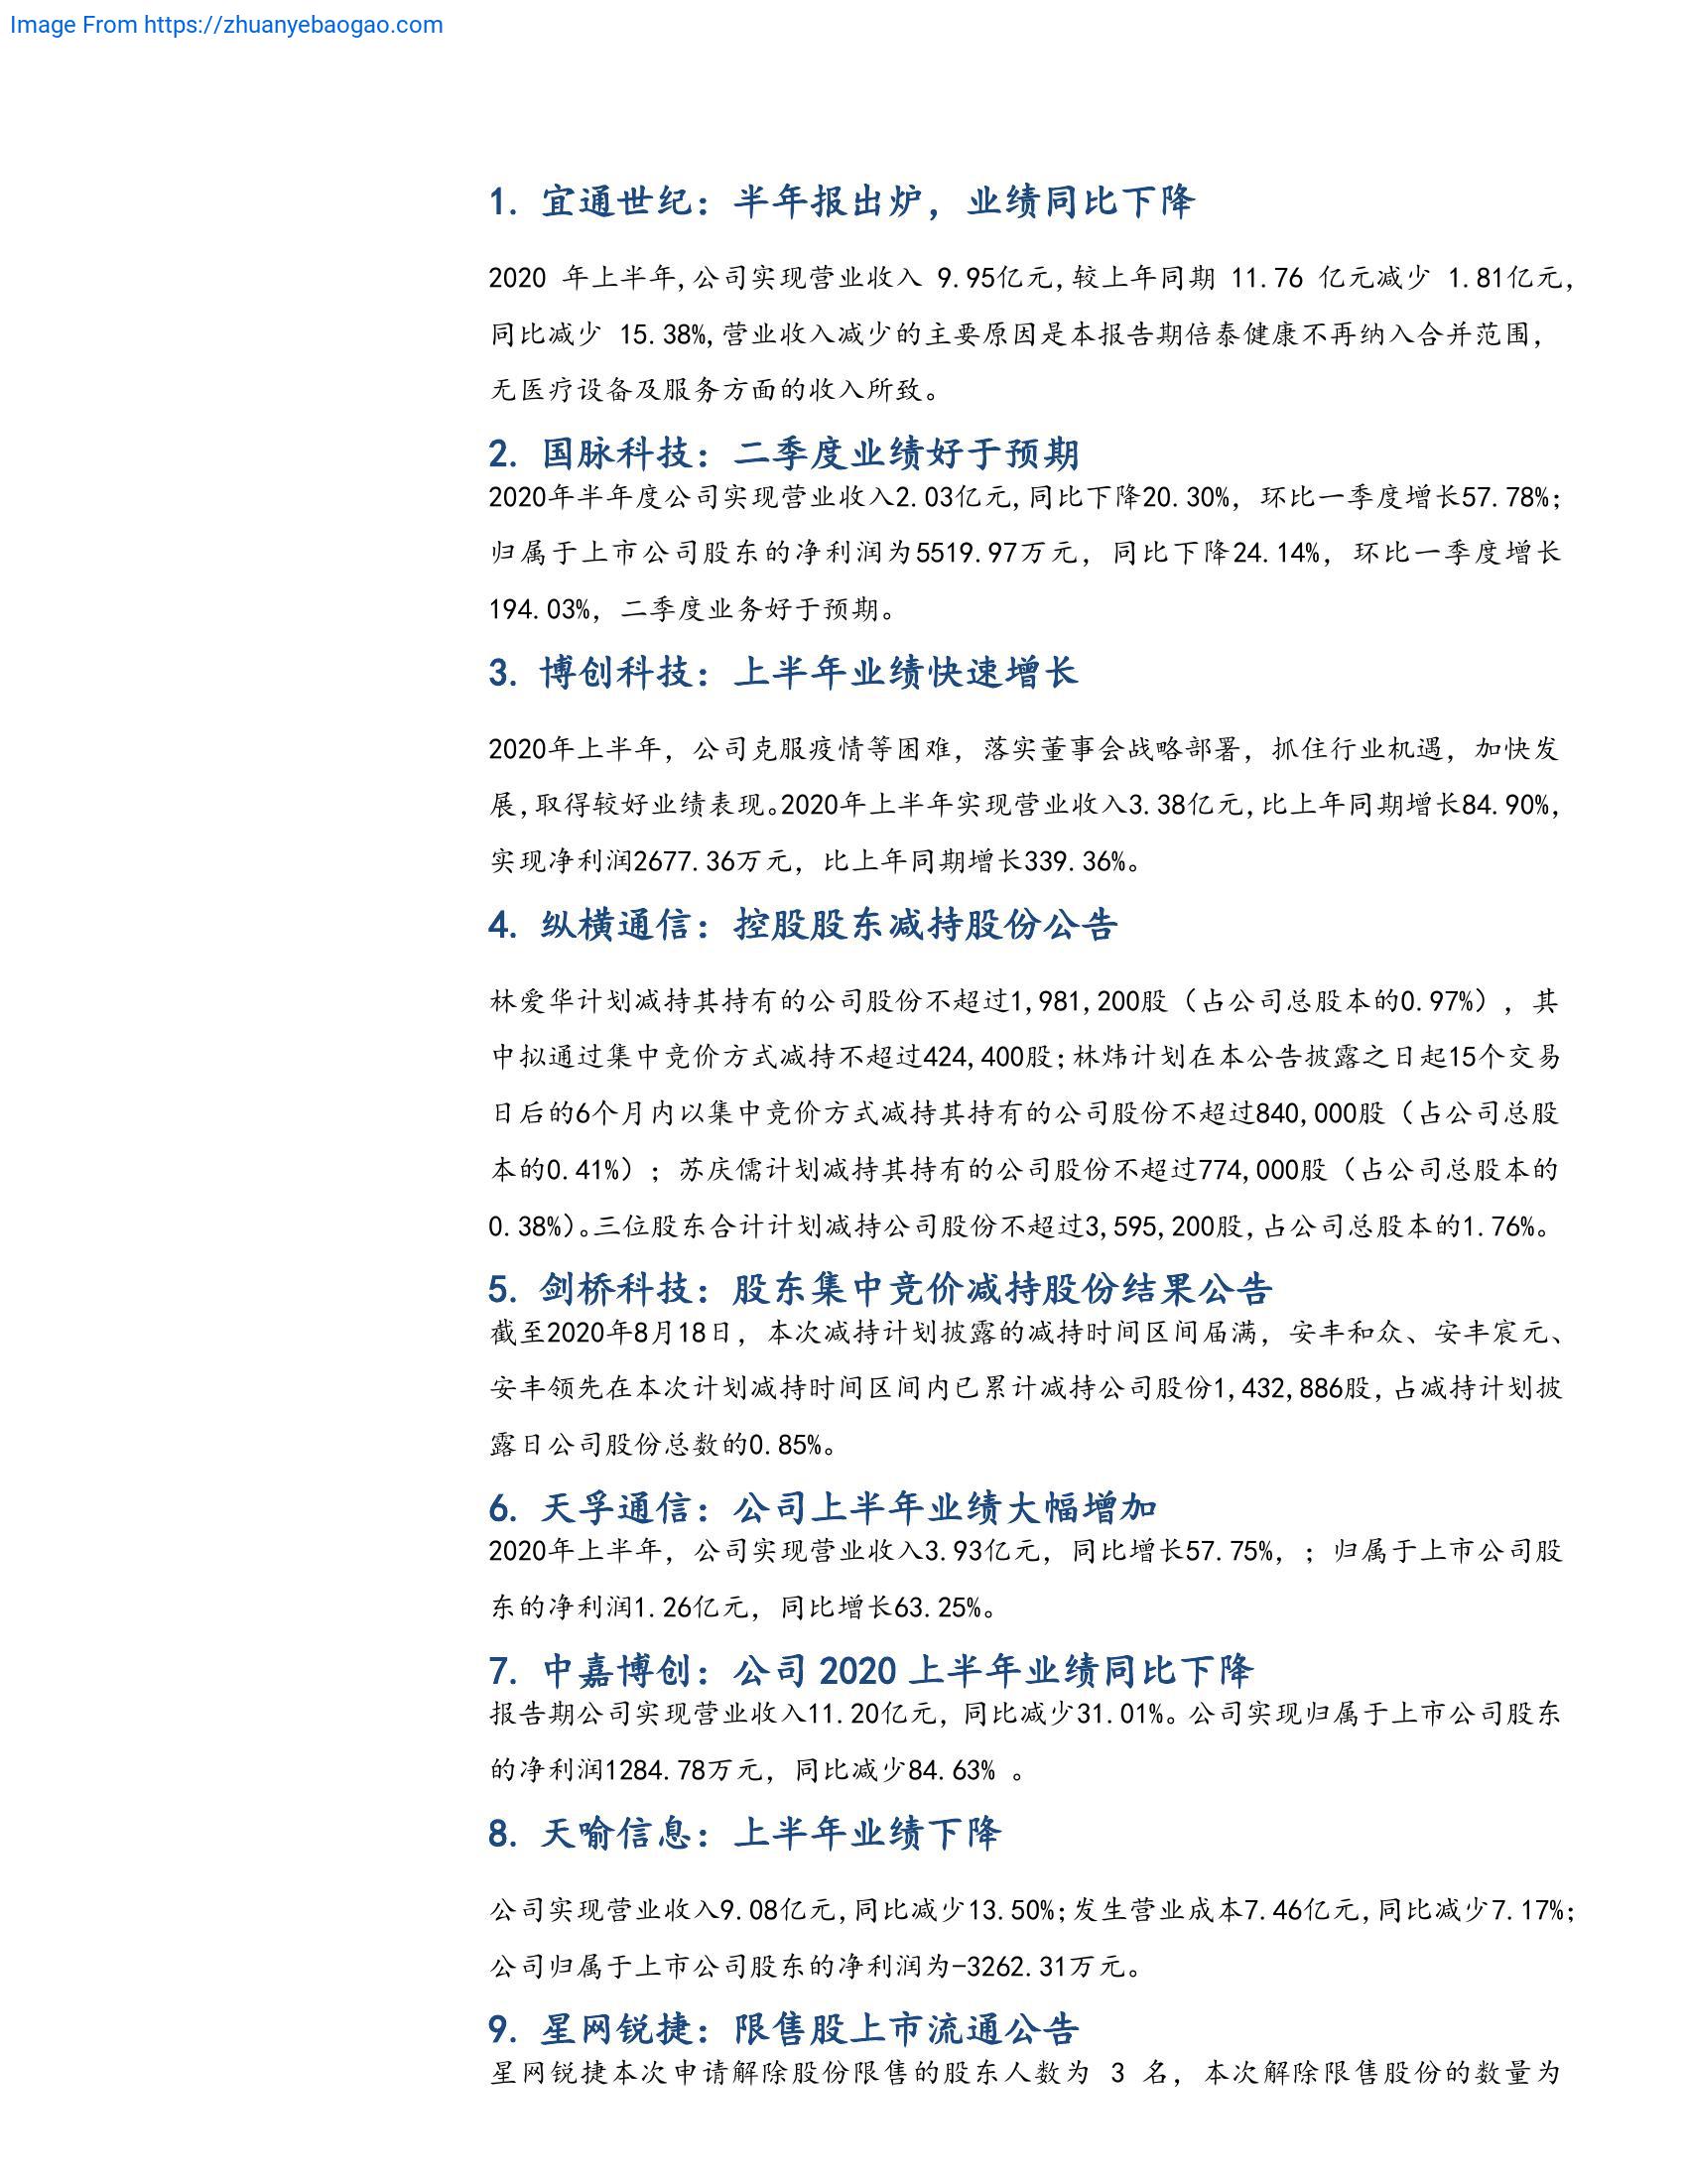 Image From https://zhuanyebaogao.com
1. 宜通世纪：半年报出炉，业绩同比下降
2020 年上半年,公司实现营业收入 9.95亿元,较上年同期 11.76 亿元减少 1.81亿元,
同比减少 15.38%,营业收入减少的主要原因是本报告期倍泰健康不再纳入合并范围,
无医疗设备及服务方面的收入所致。
2. 国脉科技：二季度业绩好于预期
2020年半年度公司实现营业收入2.03亿元,同比下降20.30%，环比一季度增长57.78%；
归属于上市公司股东的净利润为5519.97万元，同比下降24.14%，环比一季度增长
194.03%，二季度业务好于预期。
3. 博创科技：上半年业绩快速增长
2020年上半年，公司克服疫情等困难，落实董事会战略部署，抓住行业机遇，加快发
展,取得较好业绩表现。2020年上半年实现营业收入3.38亿元,比上年同期增长84.90%,
实现净利润2677.36万元，比上年同期增长339.36%。
4. 纵横通信：控股股东减持股份公告
林爱华计划减持其持有的公司股份不超过1,981,200股（占公司总股本的0.97%），其
中拟通过集中竞价方式减持不超过424,400股;林炜计划在本公告披露之日起15个交易
日后的6个月内以集中竞价方式减持其持有的公司股份不超过840,000股（占公司总股
本的0.41%）；苏庆儒计划减持其持有的公司股份不超过774,000股（占公司总股本的
0.38%）。三位股东合计计划减持公司股份不超过3,595,200股,占公司总股本的1.76%。
5. 剑桥科技：股东集中竞价减持股份结果公告
截至2020年8月18日，本次减持计划披露的减持时间区间届满，安丰和众、安丰宸元、
安丰领先在本次计划减持时间区间内已累计减持公司股份1,432,886股,占减持计划披
露日公司股份总数的0.85%。
6. 天孚通信：公司上半年业绩大幅增加
2020年上半年，公司实现营业收入3.93亿元，同比增长57.75%，；归属于上市公司股
东的净利润1.26亿元，同比增长63.25%。
7. 中嘉博创：公司 2020 上半年业绩同比下降
报告期公司实现营业收入11.20亿元，同比减少31.01%。公司实现归属于上市公司股东
的净利润1284.78万元，同比减少84.63% 。
8. 天喻信息：上半年业绩下降
公司实现营业收入9.08亿元,同比减少13.50%;发生营业成本7.46亿元,同比减少7.17%;
公司归属于上市公司股东的净利润为-3262.31万元。
9. 星网锐捷：限售股上市流通公告
星网锐捷本次申请解除股份限售的股东人数为 3 名，本次解除限售股份的数量为